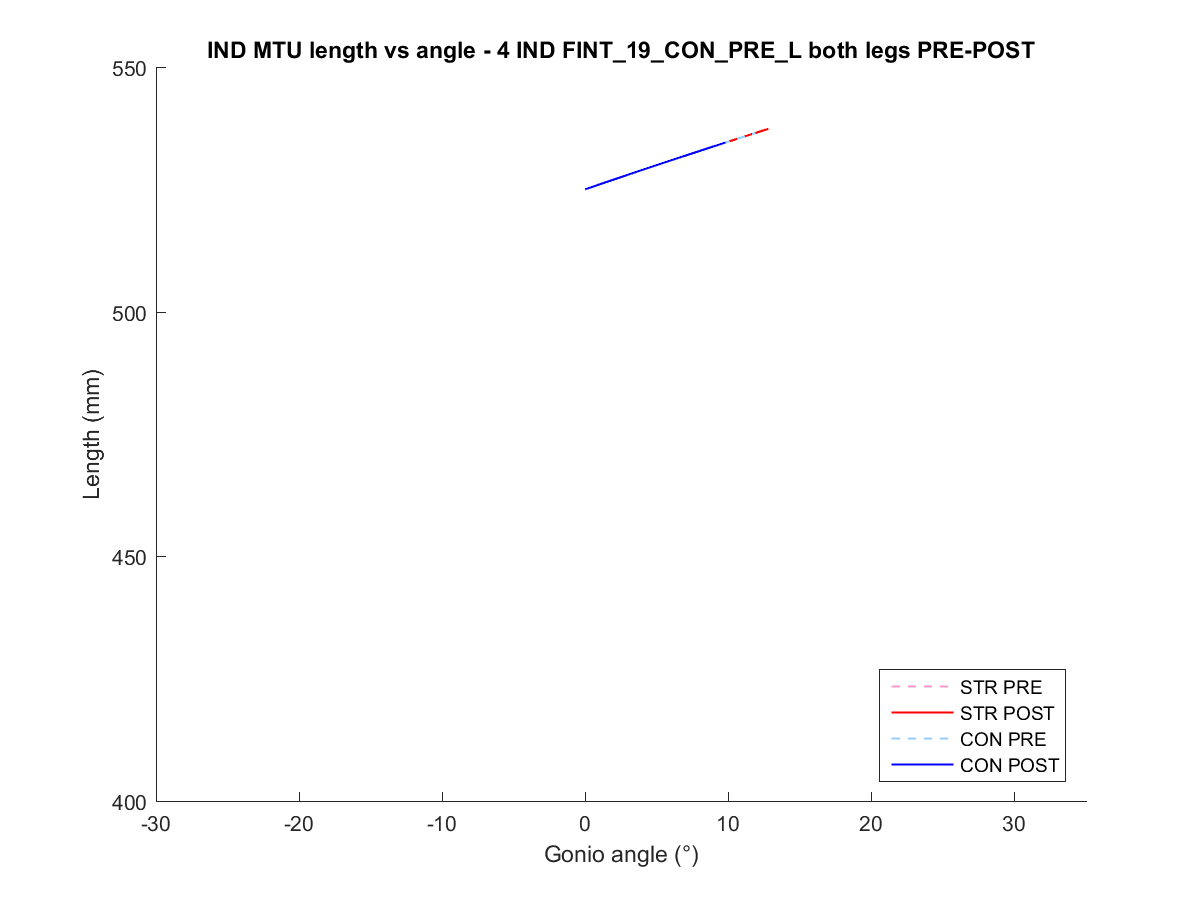 IND MTU length vs angle - 4 IND FINT_19_CON_PRE_L both legs PRE-POST
550
500
450
400
Length (mm)
-30 -20 -10 0 10 20 30
Gonio angle (°)
STR PRE
STR POST
CON PRE
CON POST